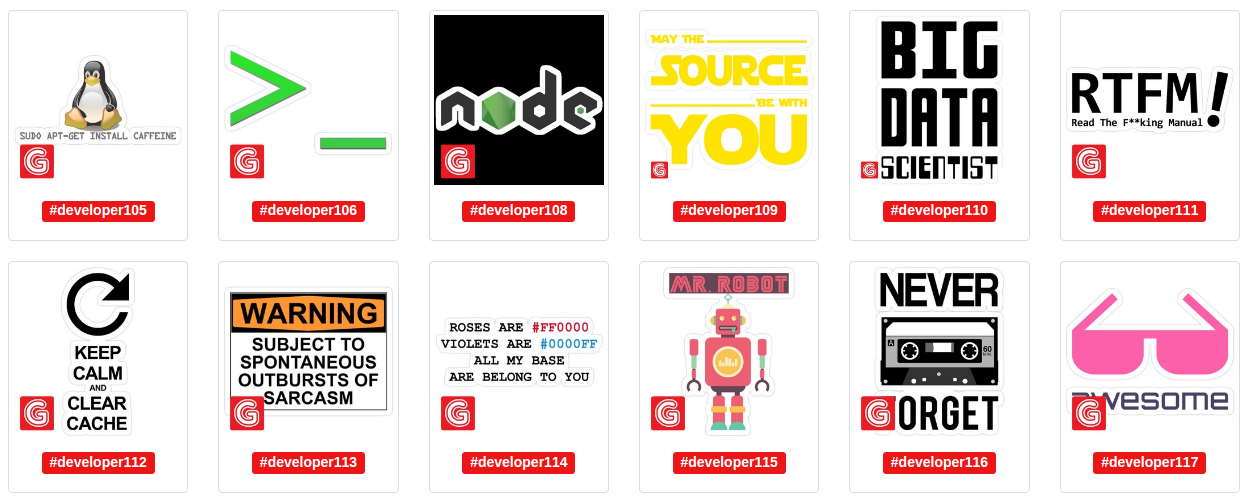 SUDO APT-GET INSTALL CAFFEINE
G
#developer105
>_
G
#developer106
node
G
#developer108
MAY THE
SOURCE
BE WITH
YOU
G
#developer109
BIG
DATA
SCIENTIST
G
#developer110
RTFM!
Read The F**king Manual
G
#developer111
KEEP
CALM
AND
CLEAR
CACHE
G
#developer112
WARNING
SUBJECT TO
SPONTANEOUS
OUTBURSTS OF
SARCASM
G
#developer113
ROSES ARE #FF0000
VIOLETS ARE #0000FF
ALL MY BASE
ARE BELONG TO YOU
G
#developer114
MR. ROBOT
G
#developer115
NEVER
A
60
MIN.
ORGET
G
#developer116
awesome
G
#developer117